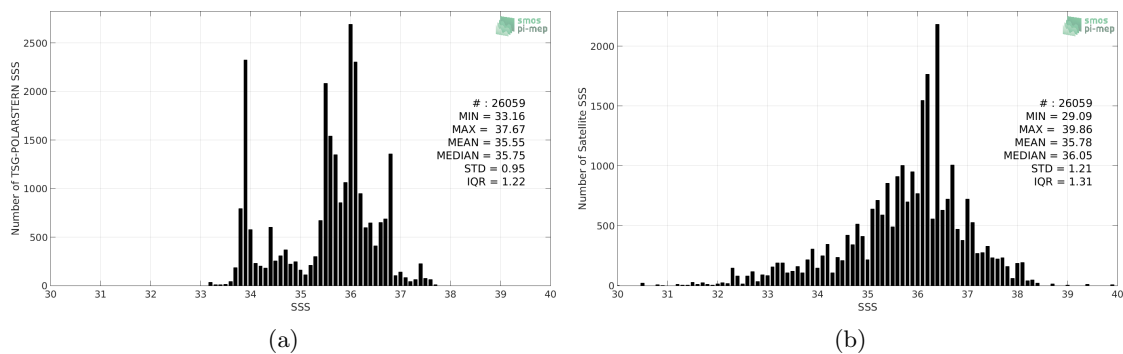 smos
pi-mep
Number of TSG-POLARSTERN SSS
2500
2000
1500
1000
500
0
# : 26059
MIN = 33.16
MAX = 37.67
MEAN = 35.55
MEDIAN = 35.75
STD = 0.95
IQR = 1.22
30 31 32 33 34 35 36 37 38 39 40
SSS
(a)
smos
pi-mep
Number of Satellite SSS
2000
1500
1000
500
0
# : 26059
MIN = 29.09
MAX = 39.86
MEAN = 35.78
MEDIAN = 36.05
STD = 1.21
IQR = 1.31
30 31 32 33 34 35 36 37 38 39 40
SSS
(b)